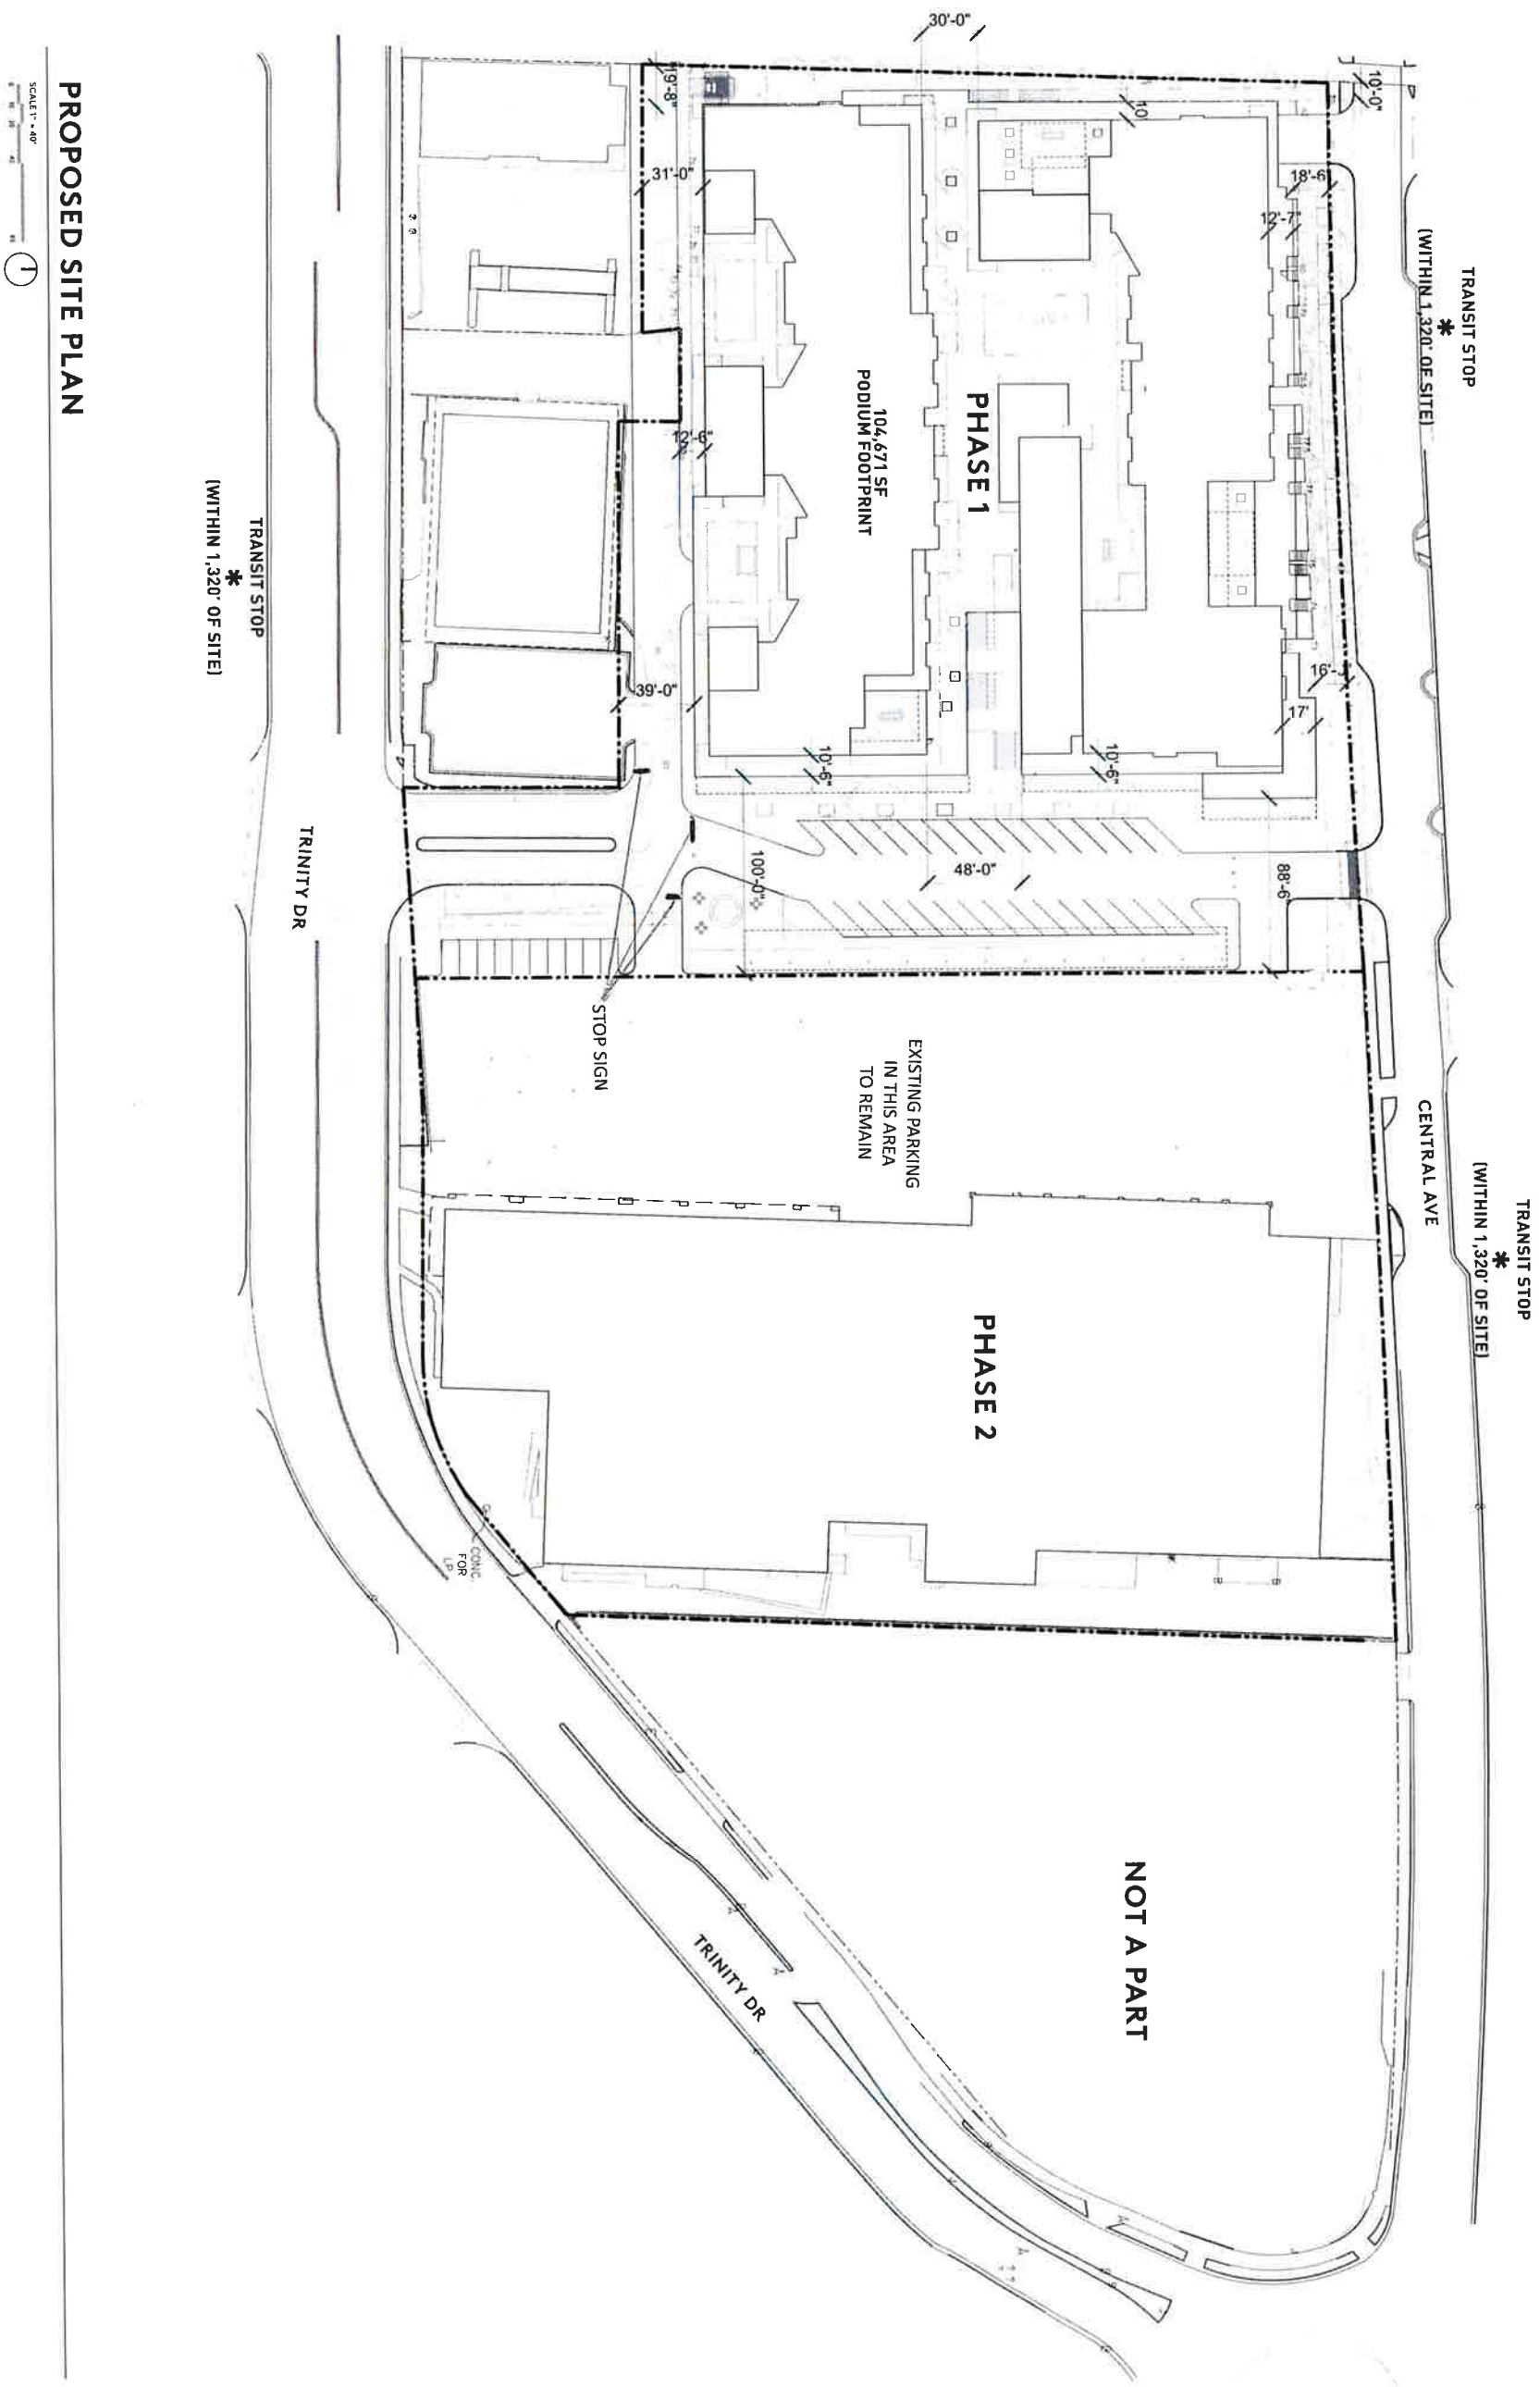 TRANSIT STOP
*
(WITHIN 1,320' OF SITE)
TRANSIT STOP
*
(WITHIN 1,320' OF SITE)
CENTRAL AVE
10'-0"
18'-6"
12'-7"
16'-
17'
88'-6"
10'
10'-6"
30'-0"
PHASE 1
48'-0"
104,671 SF
PODIUM FOOTPRINT
10'-6"
100'-0"
19'-8"
31'-0"
12'-6"
39'-0"
STOP SIGN
EXISTING PARKING
IN THIS AREA
TO REMAIN
PHASE 2
NOT A PART
CONC.
FOR
LP
TRINITY DR
TRINITY DR
TRANSIT STOP
*
(WITHIN 1,320' OF SITE)
PROPOSED SITE PLAN
SCALE 1" = 40'